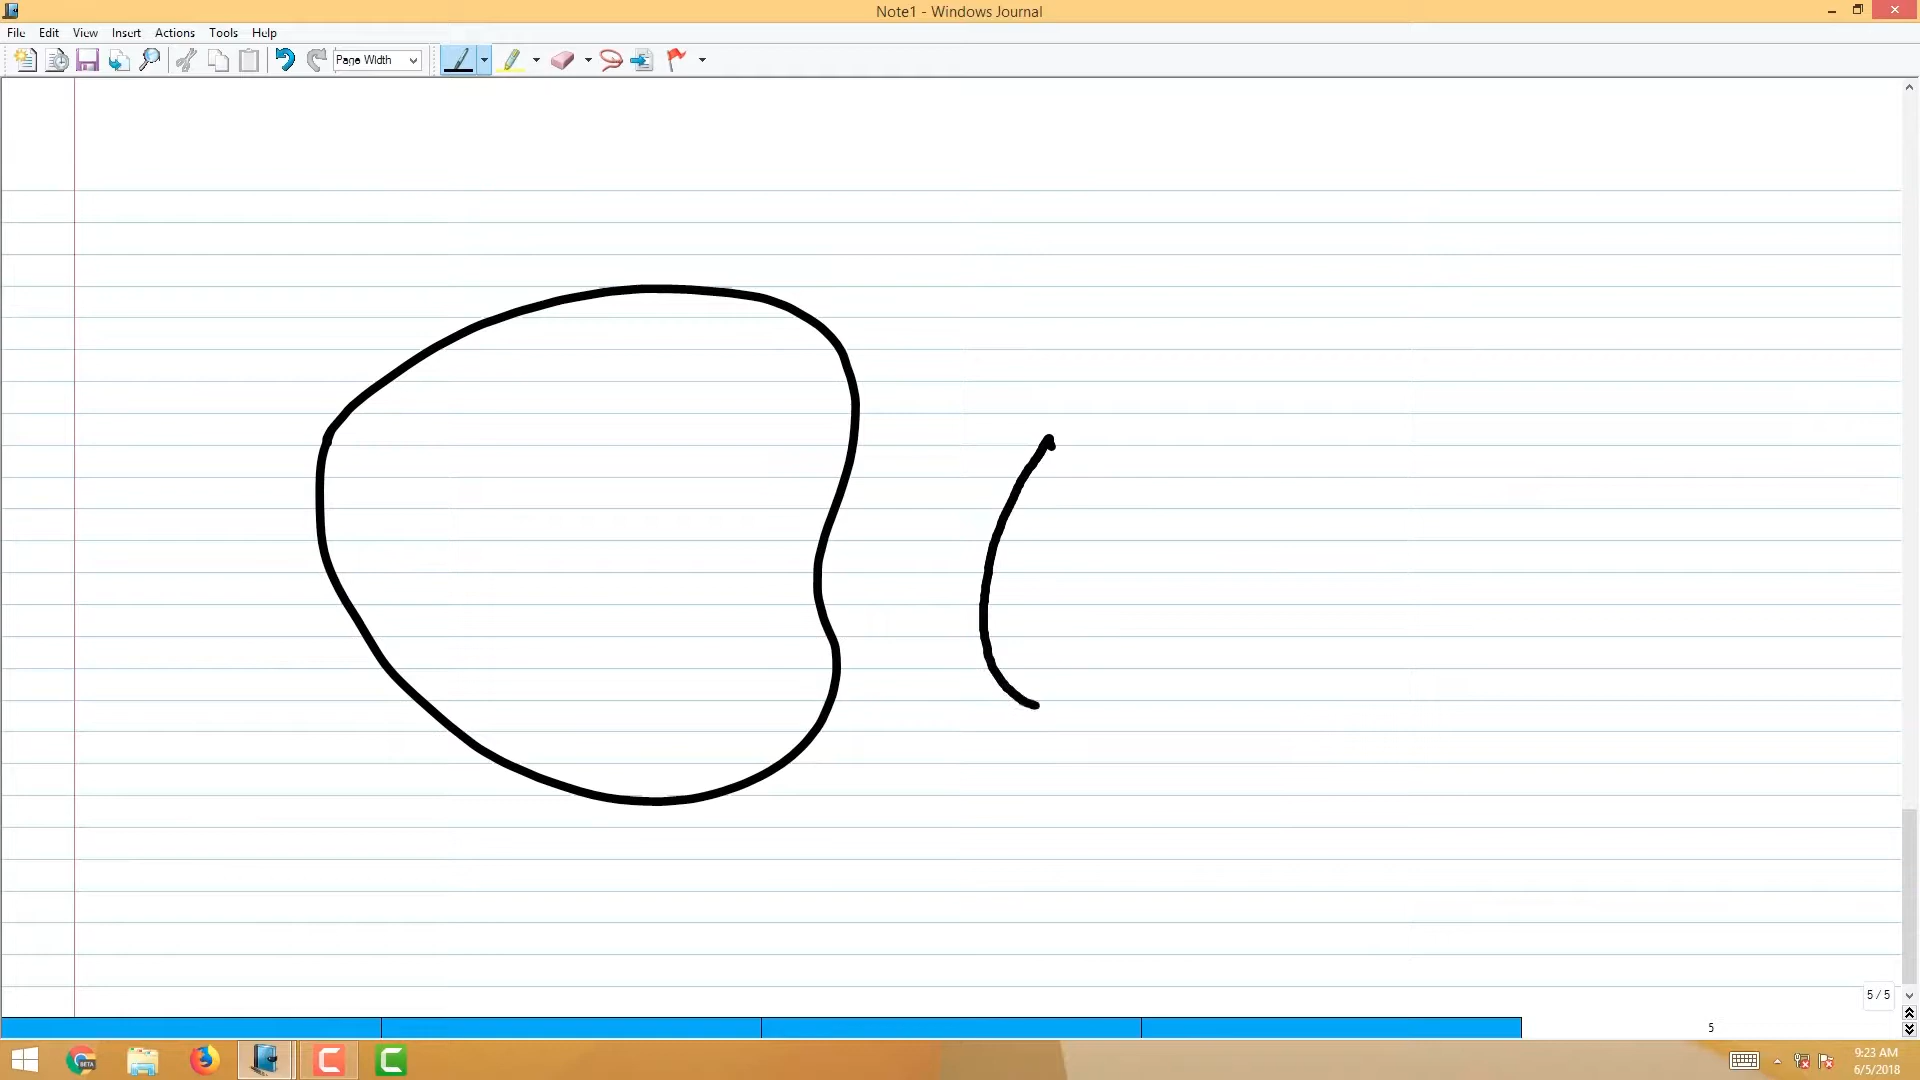 Note1 - Windows Journal
File Edit View Insert Actions Tools Help
Page Width
5 / 5
5
BETA
9:23 AM
6/5/2018